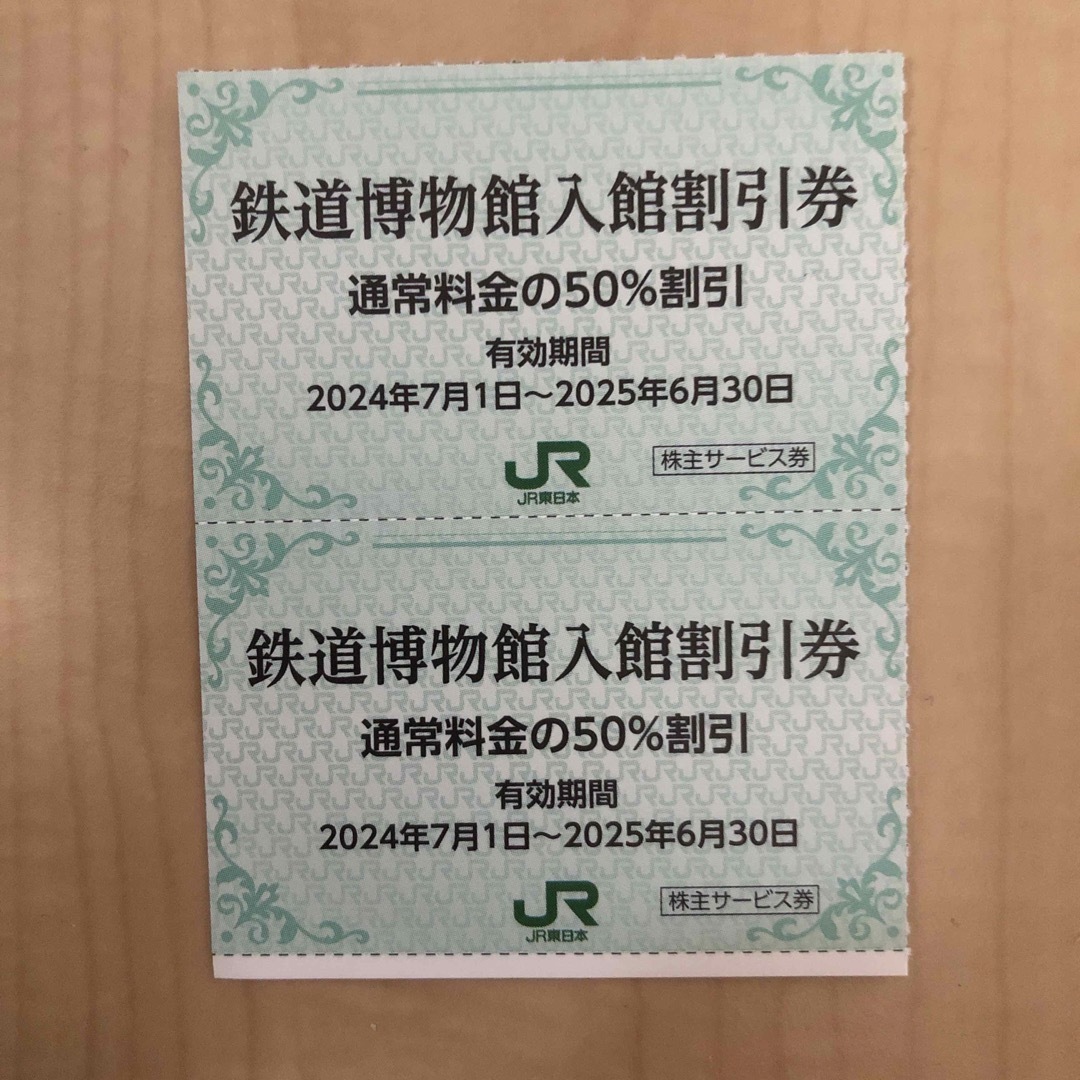 鉄道博物館入館割引券
通常料金の50%割引
有効期間
2024年7月1日～2025年6月30日
JR
JR東日本
株主サービス券
鉄道博物館入館割引券
通常料金の50%割引
有効期間
2024年7月1日～2025年6月30日
JR
JR東日本
株主サービス券